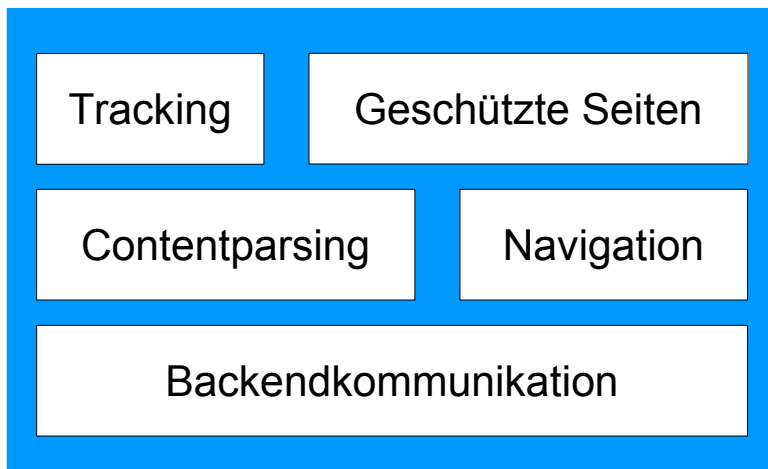 Tracking
Geschützte Seiten
Contentparsing
Navigation
Backendkommunikation